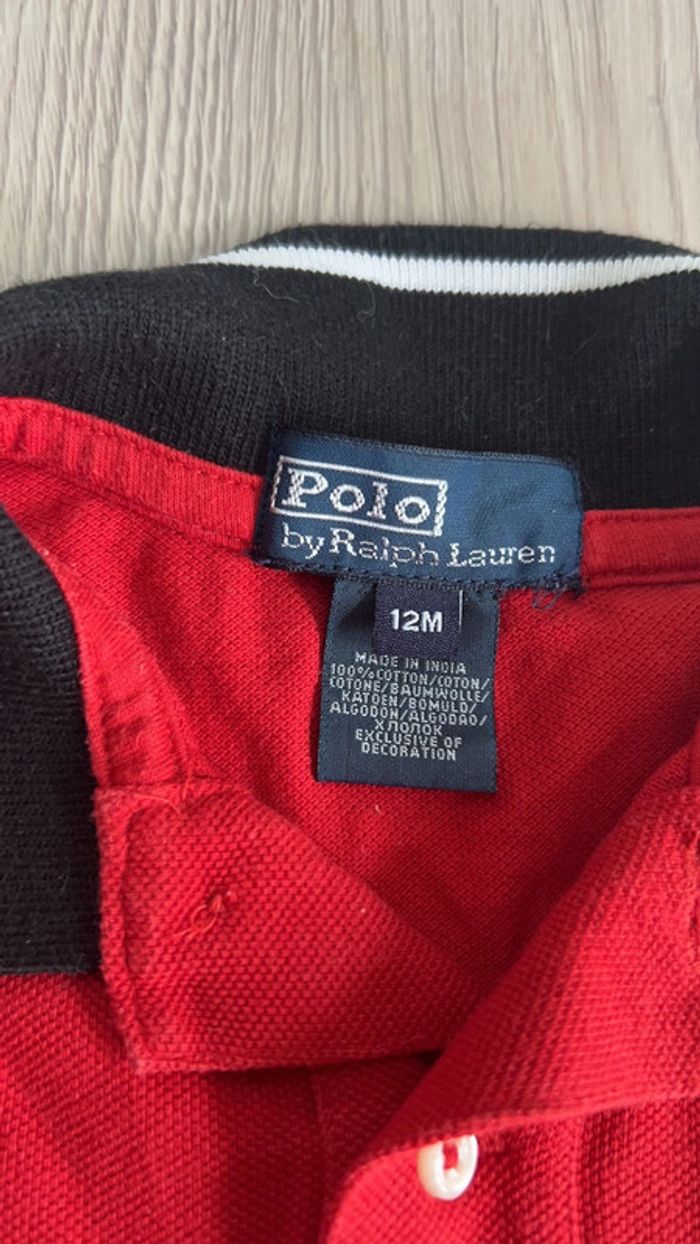 Polo
by Ralph Lauren
12M
MADE IN INDIA
100% COTTON/COTON/
COTONE/BAUMWOLLE/
KATOEN/BOMULD/
ALGODON/ALGODAO/
ХЛОПОК
EXCLUSIVE OF
DECORATION